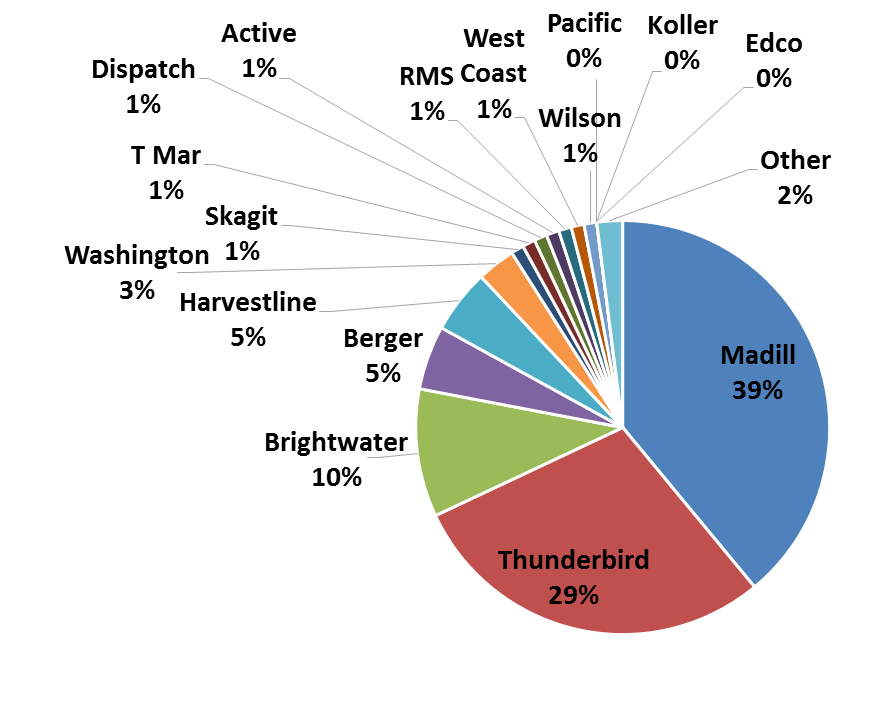 Pacific
0%
Koller
0%
Edco
0%
Other
2%
Madill
39%
Thunderbird
29%
Brightwater
10%
Berger
5%
Harvestline
5%
Washington
3%
Skagit
1%
T Mar
1%
Dispatch
1%
Active
1%
RMS
1%
West
Coast
1%
Wilson
1%